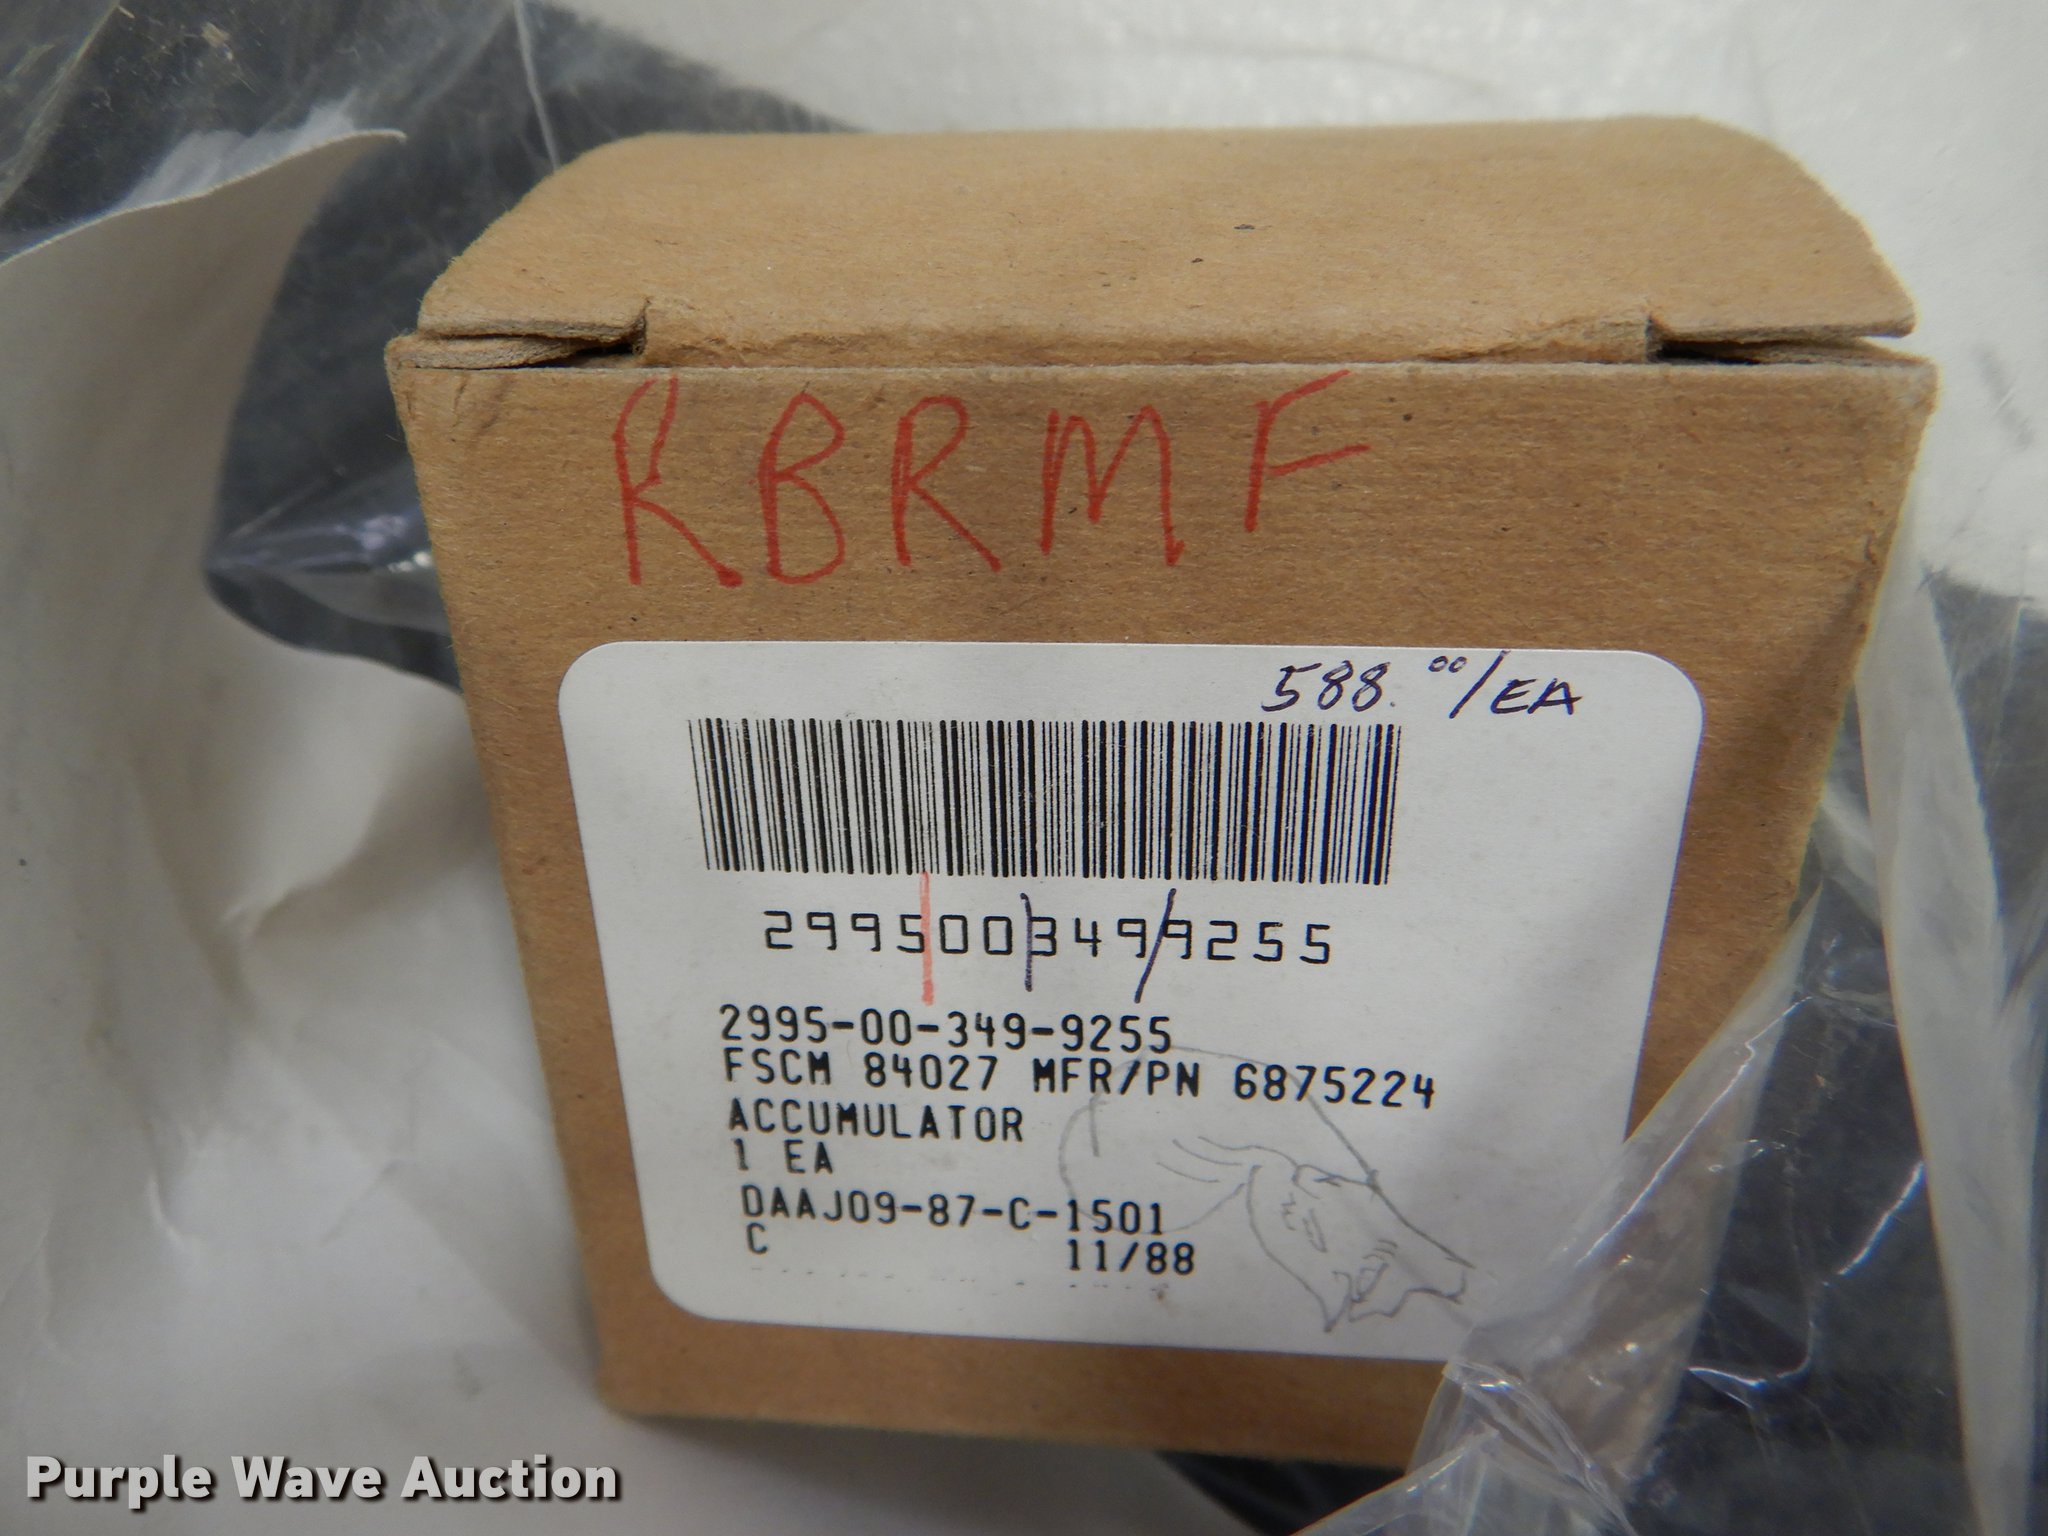 RBRMF
588.00/EA
2995003499255
2995-00-349-9255
FSCM 84027 MFR/PN 6875224
ACCUMULATOR
1 EA
DAAJ09-87-C-1501
C 11/88
Purple Wave Auction